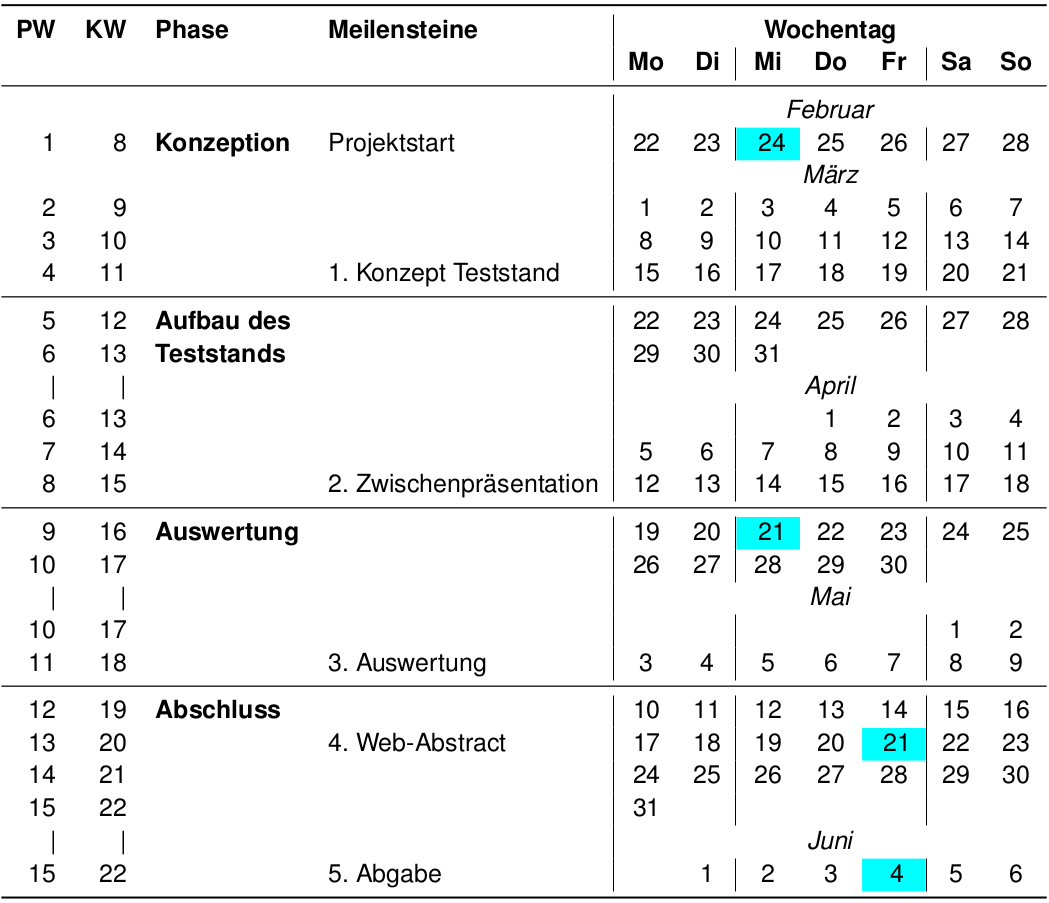 PW KW Phase Meilensteine Wochentag
Mo Di Mi Do Fr Sa So
Februar
1 8 Konzeption Projektstart 22 23 24 25 26 27 28
März
2 9 1 2 3 4 5 6 7
3 10 8 9 10 11 12 13 14
4 11 1. Konzept Teststand 15 16 17 18 19 20 21
5 12 Aufbau des 22 23 24 25 26 27 28
6 13 Teststands 29 30 31
| | April
6 13 1 2 3 4
7 14 5 6 7 8 9 10 11
8 15 2. Zwischenpräsentation 12 13 14 15 16 17 18
9 16 Auswertung 19 20 21 22 23 24 25
10 17 26 27 28 29 30
| | Mai
10 17 1 2
11 18 3. Auswertung 3 4 5 6 7 8 9
12 19 Abschluss 10 11 12 13 14 15 16
13 20 4. Web-Abstract 17 18 19 20 21 22 23
14 21 24 25 26 27 28 29 30
15 22 31
| | Juni
15 22 5. Abgabe 1 2 3 4 5 6